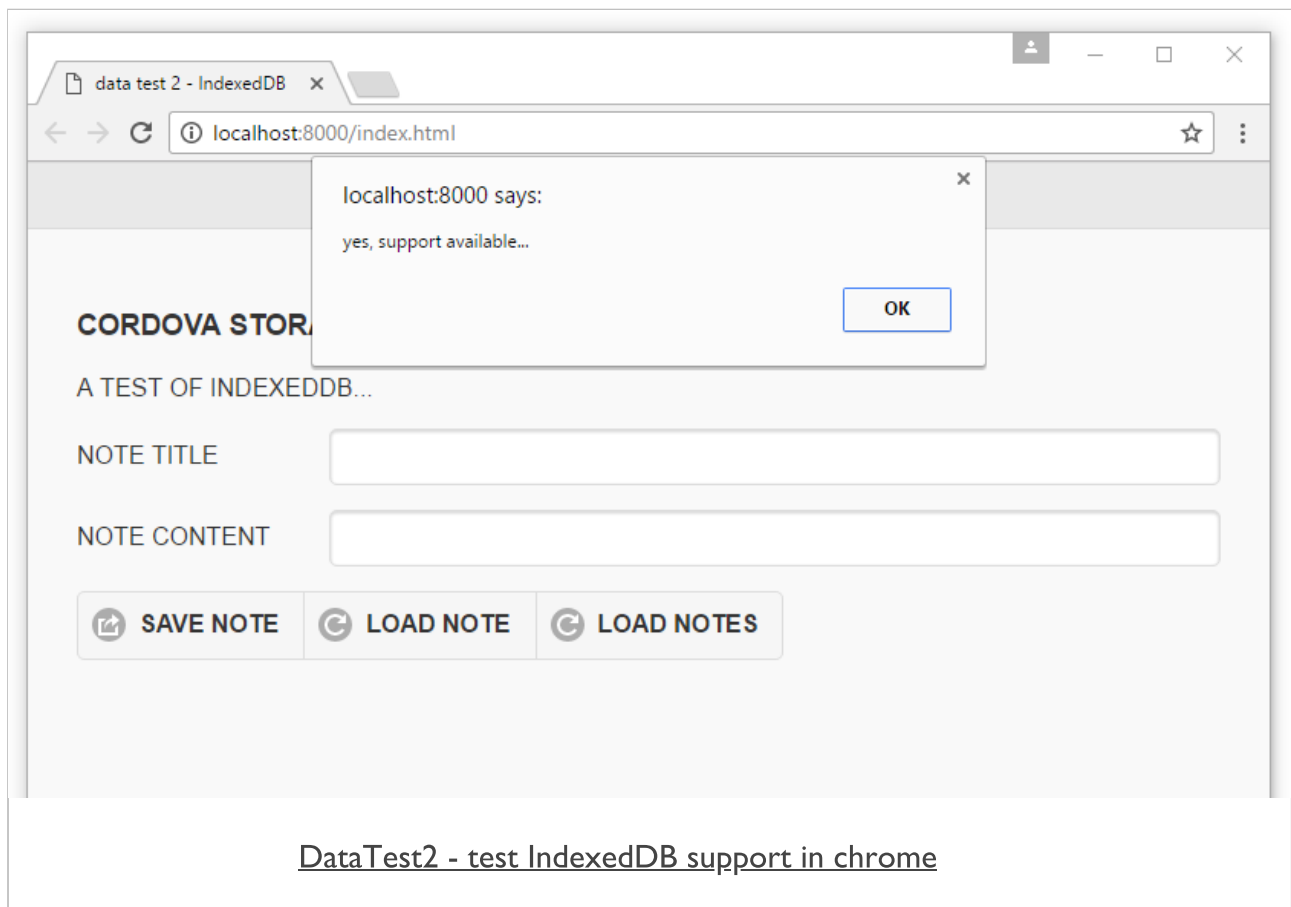 data test 2 - IndexedDB
localhost:8000/index.html
localhost:8000 says:
yes, support available...
OK
CORDOVA STOR
A TEST OF INDEXEDDB...
NOTE TITLE
NOTE CONTENT
SAVE NOTE LOAD NOTE LOAD NOTES
DataTest2 - test IndexedDB support in chrome